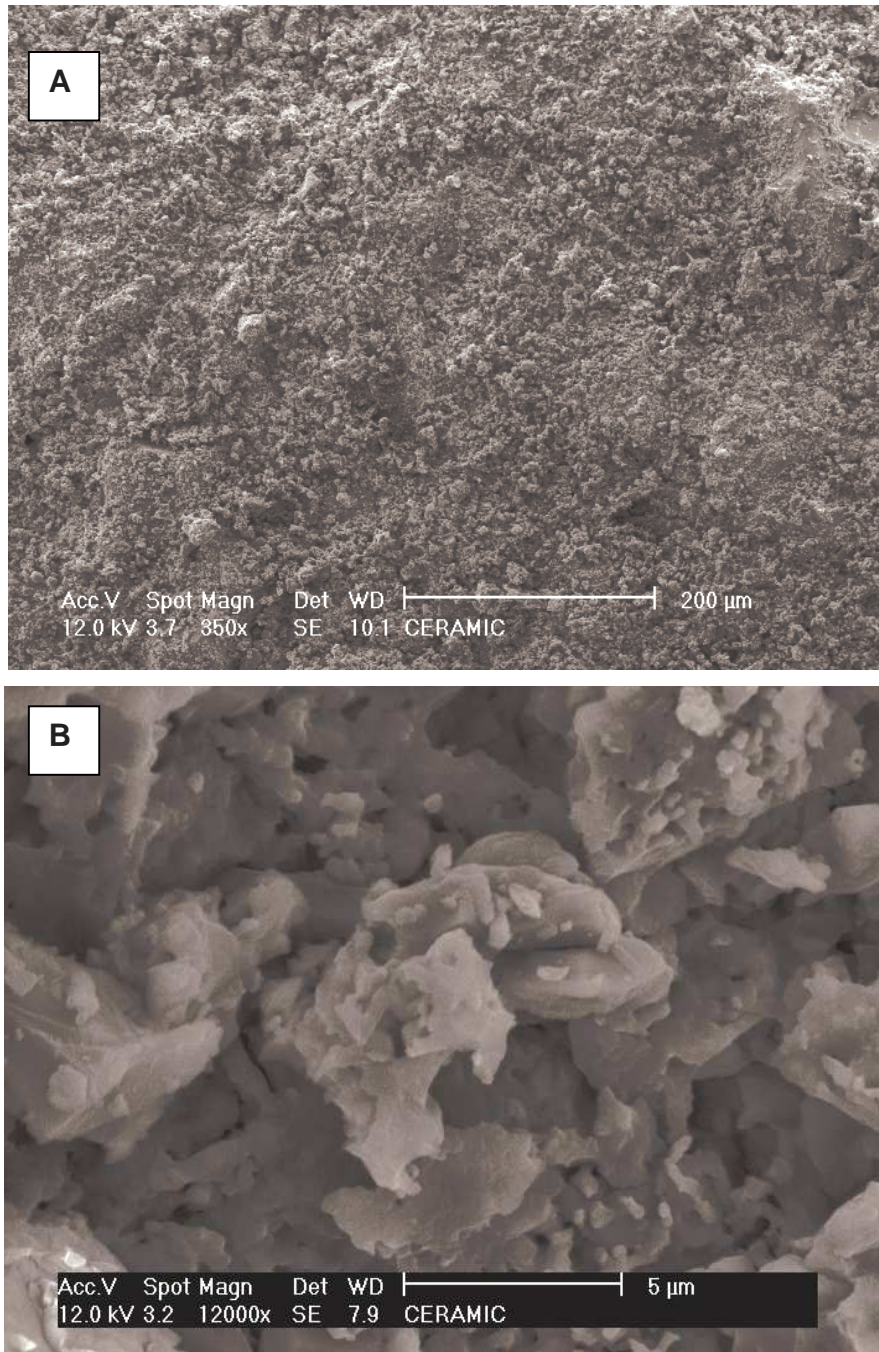 A
Acc.V Spot Magn Det WD 200 µm
12.0 kV 3.7 350x SE 10.1 CERAMIC
B
Acc.V Spot Magn Det WD 5 µm
12.0 kV 3.2 12000x SE 7.9 CERAMIC